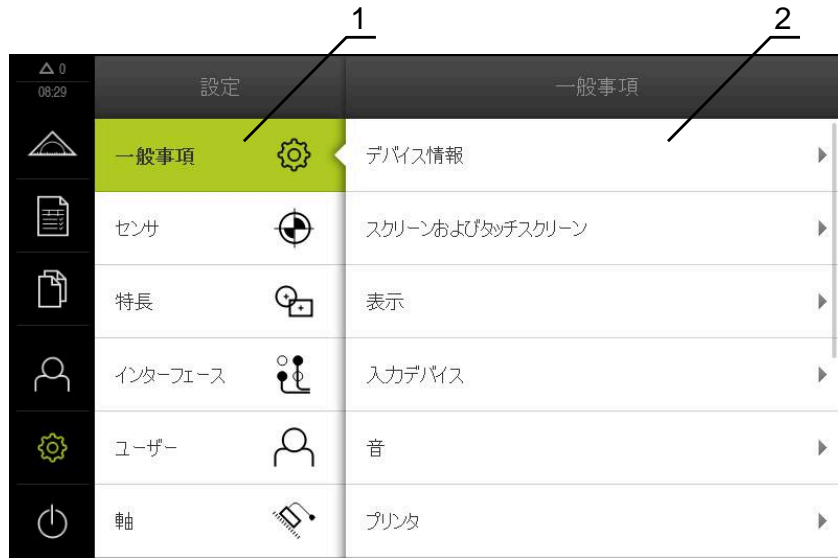 1
2
0
08:29
設定
一般事項
一般事項
センサ
特長
インターフェース
ユーザー
軸
デバイス情報
スクリーンおよびタッチスクリーン
表示
入力デバイス
音
プリンタ